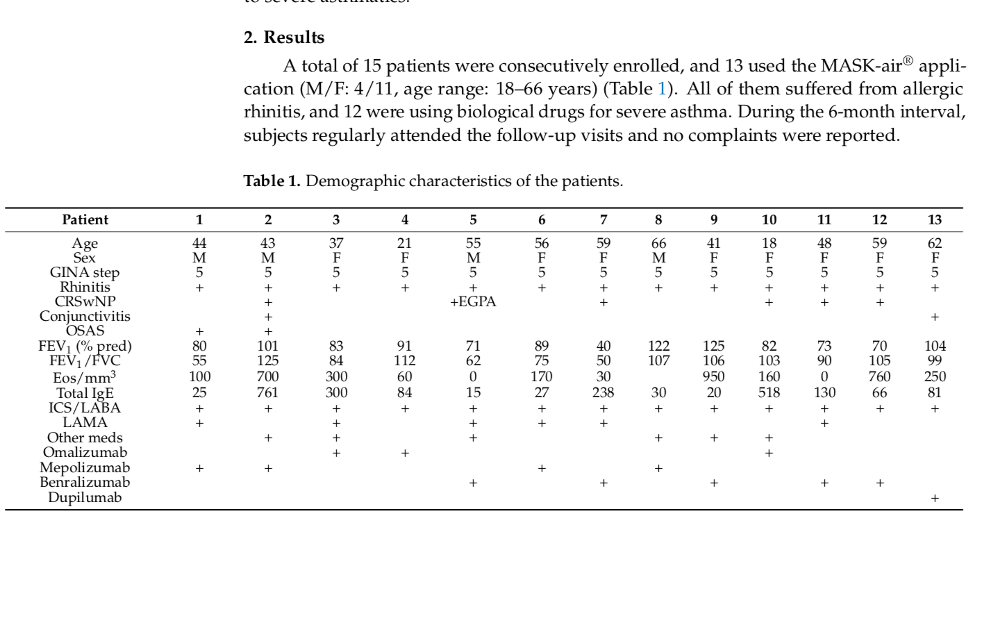 to severe asthmatics.
2. Results
A total of 15 patients were consecutively enrolled, and 13 used the MASK-air® appli-
cation (M/F: 4/11, age range: 18–66 years) (Table 1). All of them suffered from allergic
rhinitis, and 12 were using biological drugs for severe asthma. During the 6-month interval,
subjects regularly attended the follow-up visits and no complaints were reported.
Table 1. Demographic characteristics of the patients.
Patient 1 2 3 4 5 6 7 8 9 10 11 12 13
Age 44 43 37 21 55 56 59 66 41 18 48 59 62
Sex M M F F M F F M F F F F F
GINA step 5 5 5 5 5 5 5 5 5 5 5 5 5
Rhinitis + + + + + + + + + + + + +
CRSwNP + +EGPA + + + +
Conjunctivitis + +
OSAS + +
FEV1 (% pred) 80 101 83 91 71 89 40 122 125 82 73 70 104
FEV1/FVC 55 125 84 112 62 75 50 107 106 103 90 105 99
Eos/mm3 100 700 300 60 0 170 30 950 160 0 760 250
Total IgE 25 761 300 84 15 27 238 30 20 518 130 66 81
ICS/LABA + + + + + + + + + + + + +
LAMA + + + + + +
Other meds + + + + + +
Omalizumab + + +
Mepolizumab + + + +
Benralizumab + + + + +
Dupilumab +